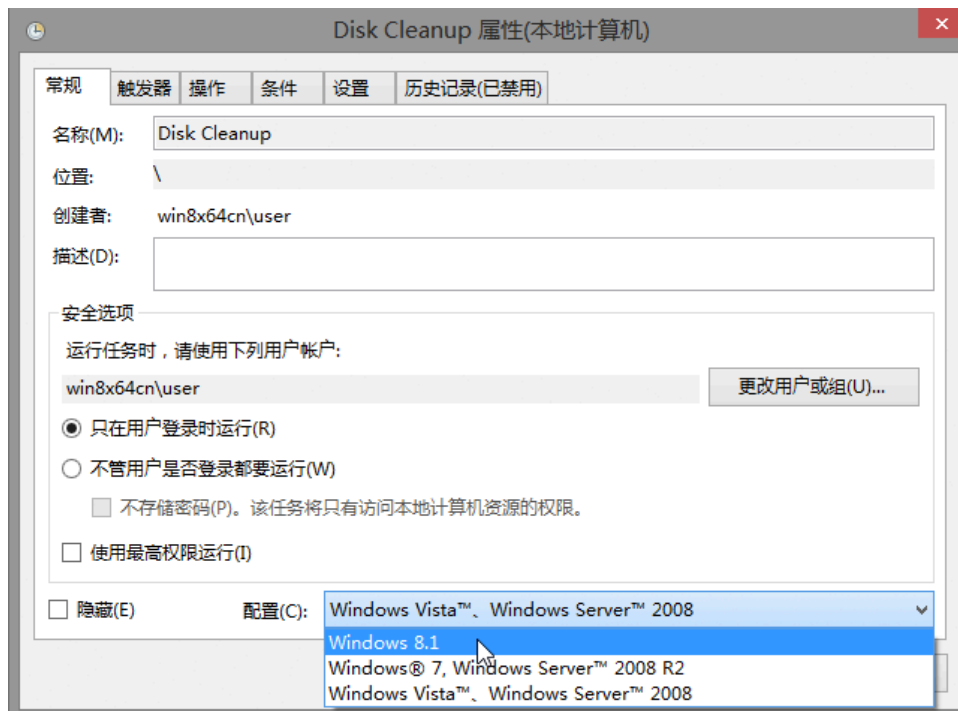 Disk Cleanup 属性(本地计算机)
常规 触发器 操作 条件 设置 历史记录(已禁用)
名称(M): Disk Cleanup
位置: \
创建者: win8x64cn\user
描述(D):
安全选项
运行任务时，请使用下列用户帐户:
win8x64cn\user 更改用户或组(U)...
只在用户登录时运行(R)
不管用户是否登录都要运行(W)
不存储密码(P)。该任务将只有访问本地计算机资源的权限。
使用最高权限运行(I)
隐藏(E) 配置(C): Windows Vista™、Windows Server™ 2008
Windows 8.1
Windows® 7, Windows Server™ 2008 R2
Windows Vista™、Windows Server™ 2008